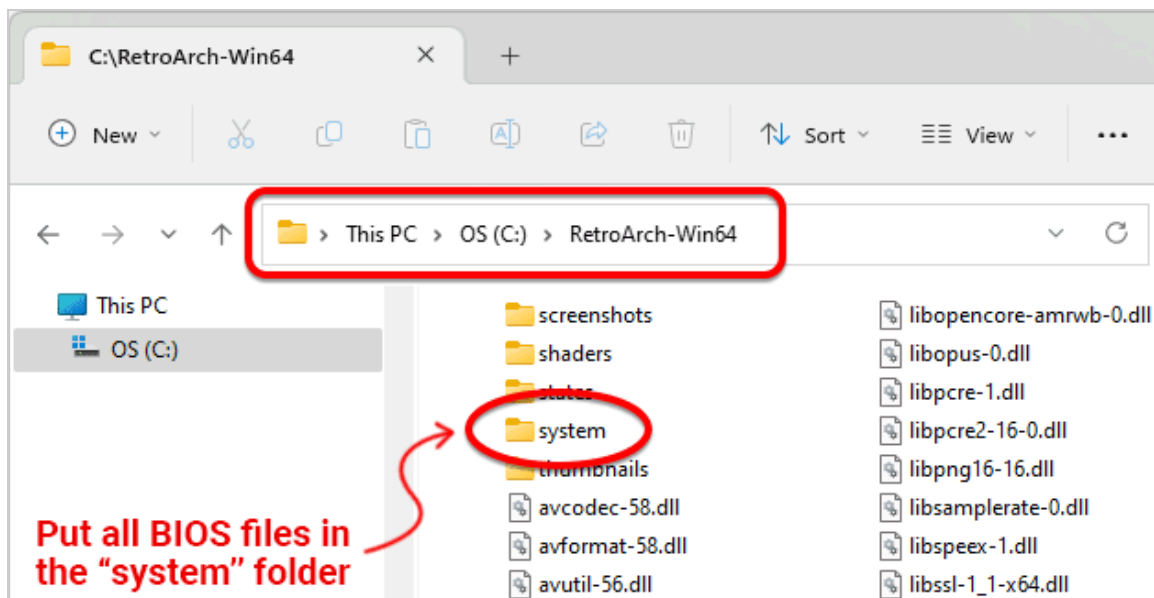 C:\RetroArch-Win64
New
Sort
View
This PC > OS (C:) > RetroArch-Win64
This PC
OS (C:)
screenshots
shaders
states
system
thumbnails
avcodec-58.dll
avformat-58.dll
avutil-56.dll
libopencore-amrwb-0.dll
libopus-0.dll
libpcre-1.dll
libpcre2-16-0.dll
libpng16-16.dll
libsamplerate-0.dll
libspeex-1.dll
libssl-1_1-x64.dll
Put all BIOS files in
the “system” folder